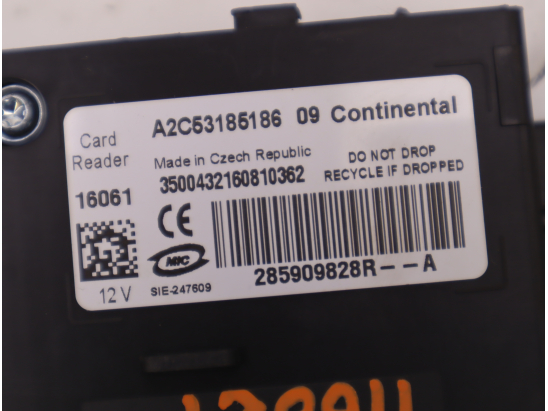 A2C53185186 09 Continental
Card
Reader
Made in Czech Republic
DO NOT DROP
RECYCLE IF DROPPED
3500432160810362
16061
CE
MIC
285909828R--A
12V
SIE-247609